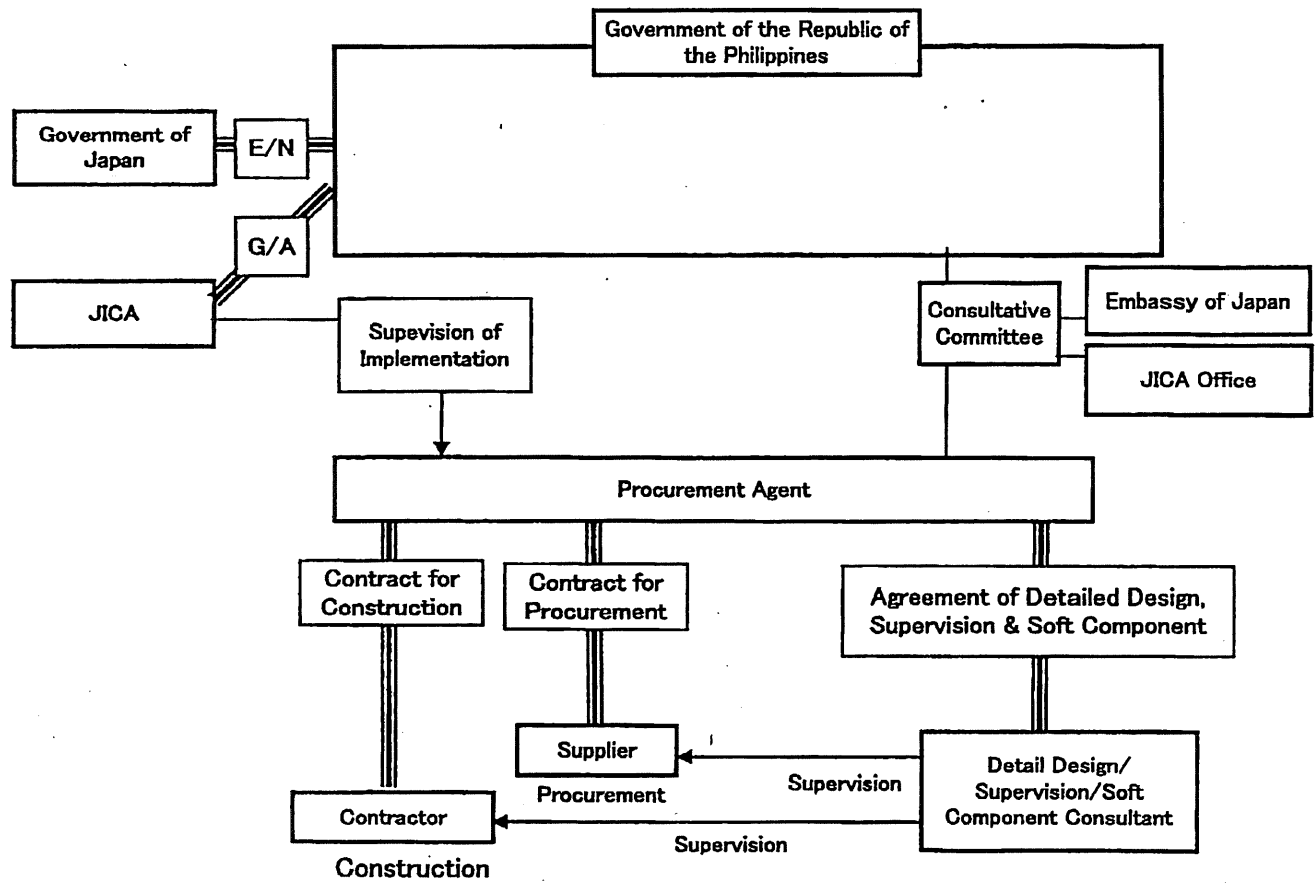 Government of the Republic of
the Philippines
Government of
Japan
E/N
G/A
JICA
Supevision of
Implementation
Consultative
Committee
Embassy of Japan
JICA Office
Procurement Agent
Contract for
Construction
Contract for
Procurement
Agreement of Detailed Design,
Supervision & Soft Component
Supplier
Procurement
Supervision
Detail Design/
Supervision/Soft
Component Consultant
Contractor
Supervision
Construction